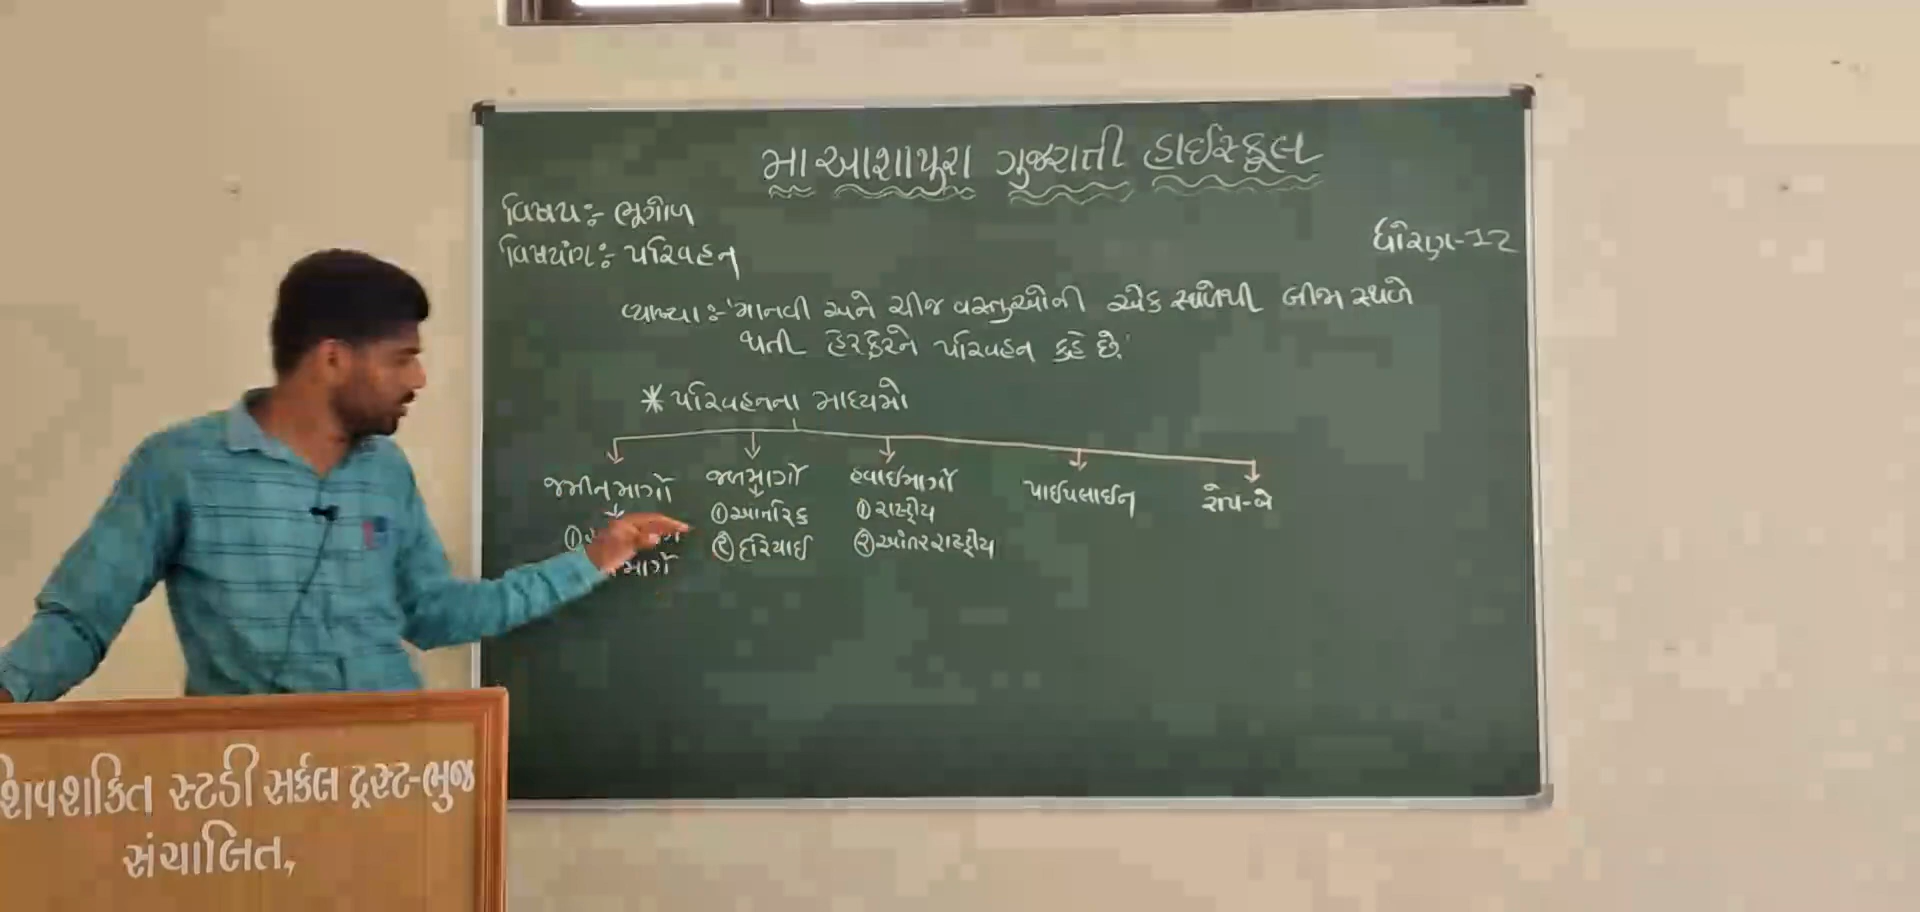 મા આશાપુરા ગુજરાતી હાઈસ્કૂલ
વિષય:- ભૂગોળ
ધોરણ-12
વિષયાંગ:- પરિવહન
વ્યાખ્યા:- 'માનવી અને ચીજ વસ્તુઓની એક સ્થળેથી બીજા સ્થળે
થતી હેરફેરને પરિવહન કહે છે.'
* પરિવહનના માધ્યમો
જમીનમાર્ગો જળમાર્ગો હવાઈમાર્ગો પાઈપલાઈન રોપ-વે
① ① આંતરિક ① રાષ્ટ્રીય
માર્ગો ② દરિયાઈ ② આંતરરાષ્ટ્રીય
શિવશકિત સ્ટડી સર્કલ ટ્રસ્ટ-ભુજ
સંચાલિત,